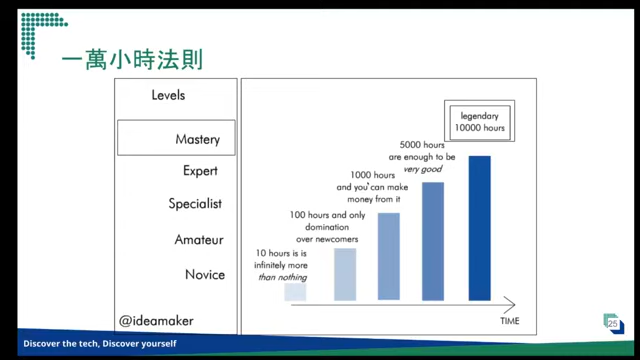 一萬小時法則
Levels
Mastery
Expert
Specialist
Amateur
Novice
@ideamaker
legendary
10000 hours
5000 hours
are enough to be
very good
1000 hours
and you can make
money from it
100 hours and only
domination
over newcomers
10 hours is is
infinitely more
than nothing
TIME
25
Discover the tech, Discover yourself